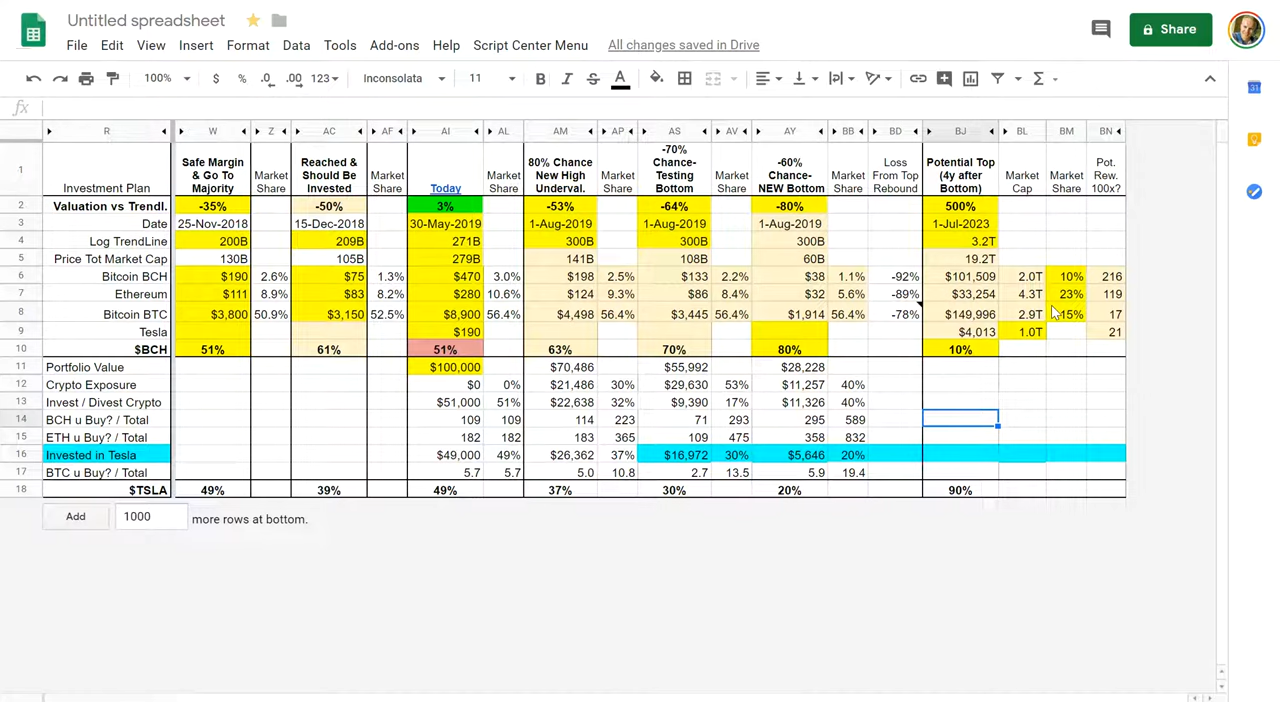 Untitled spreadsheet
File Edit View Insert Format Data Tools Add-ons Help Script Center Menu All changes saved in Drive
Share
100% $ % .0 .00 123 Inconsolata 11 B I S A
fx
R W Z AC AF AI AL AM AP AS AV AY BB BD BJ BL BM BN
1 Investment Plan Safe Margin & Go To Majority Market Share Reached & Should Be Invested Market Share Today Market Share 80% Chance New High Underval. Market Share -70% Chance-Testing Bottom Market Share -60% Chance-NEW Bottom Market Share Loss From Top Rebound Potential Top (4y after Bottom) Market Cap Market Share Pot. Rew. 100x?
2 Valuation vs Trendl. -35% -50% 3% -53% -64% -80% 500%
3 Date 25-Nov-2018 15-Dec-2018 30-May-2019 1-Aug-2019 1-Aug-2019 1-Aug-2019 1-Jul-2023
4 Log TrendLine 200B 209B 271B 300B 300B 300B 3.2T
5 Price Tot Market Cap 130B 105B 279B 141B 108B 60B 19.2T
6 Bitcoin BCH $190 2.6% $75 1.3% $470 3.0% $198 2.5% $133 2.2% $38 1.1% -92% $101,509 2.0T 10% 216
7 Ethereum $111 8.9% $83 8.2% $280 10.6% $124 9.3% $86 8.4% $32 5.6% -89% $33,254 4.3T 23% 119
8 Bitcoin BTC $3,800 50.9% $3,150 52.5% $8,900 56.4% $4,498 56.4% $3,445 56.4% $1,914 56.4% -78% $149,996 2.9T 15% 17
9 Tesla $190 $4,013 1.0T 21
10 $BCH 51% 61% 51% 63% 70% 80% 10%
11 Portfolio Value $100,000 $70,486 $55,992 $28,228
12 Crypto Exposure $0 0% $21,486 30% $29,630 53% $11,257 40%
13 Invest / Divest Crypto $51,000 51% $22,638 32% $9,390 17% $11,326 40%
14 BCH u Buy? / Total 109 109 114 223 71 293 295 589
15 ETH u Buy? / Total 182 182 183 365 109 475 358 832
16 Invested in Tesla $49,000 49% $26,362 37% $16,972 30% $5,646 20%
17 BTC u Buy? / Total 5.7 5.7 5.0 10.8 2.7 13.5 5.9 19.4
18 $TSLA 49% 39% 49% 37% 30% 20% 90%
Add 1000 more rows at bottom.